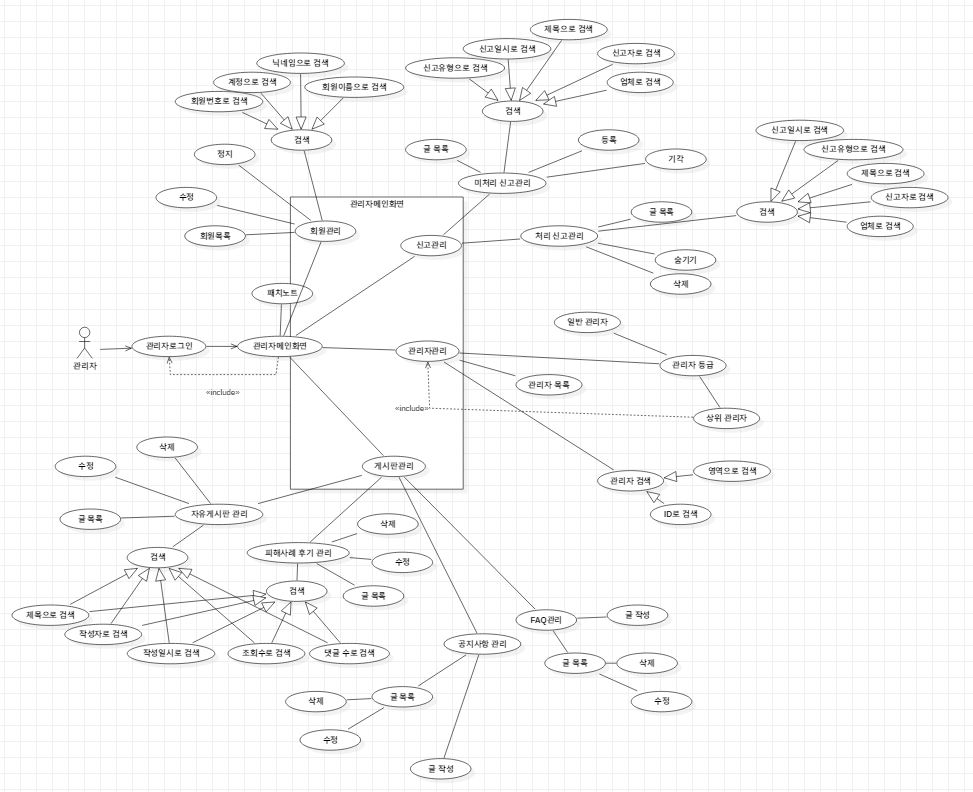 제목으로 검색
신고일시로 검색
신고자로 검색
닉네임으로 검색
신고유형으로 검색
계정으로 검색
회원이름으로 검색
업체로 검색
회원번호로 검색
검색
신고일시로 검색
검색
등록
글 목록
신고유형으로 검색
정지
기각
제목으로 검색
미처리 신고관리
수정
신고자로 검색
관리자메인화면
글 목록
검색
업체로 검색
회원관리
회원목록
처리 신고관리
신고관리
숨기기
삭제
패치노트
일반 관리자
관리자로그인
관리자메인화면
관리자관리
관리자
관리자 등급
관리자 목록
«include»
«include»
상위 관리자
삭제
수정
게시판관리
영역으로 검색
관리자 검색
자유게시판 관리
ID로 검색
글 목록
삭제
피해사례 후기 관리
검색
수정
검색
글 목록
제목으로 검색
글 작성
FAQ관리
작성자로 검색
공지사항 관리
작성일시로 검색
조회수로 검색
댓글 수로 검색
글 목록
삭제
글 목록
삭제
수정
수정
글 작성